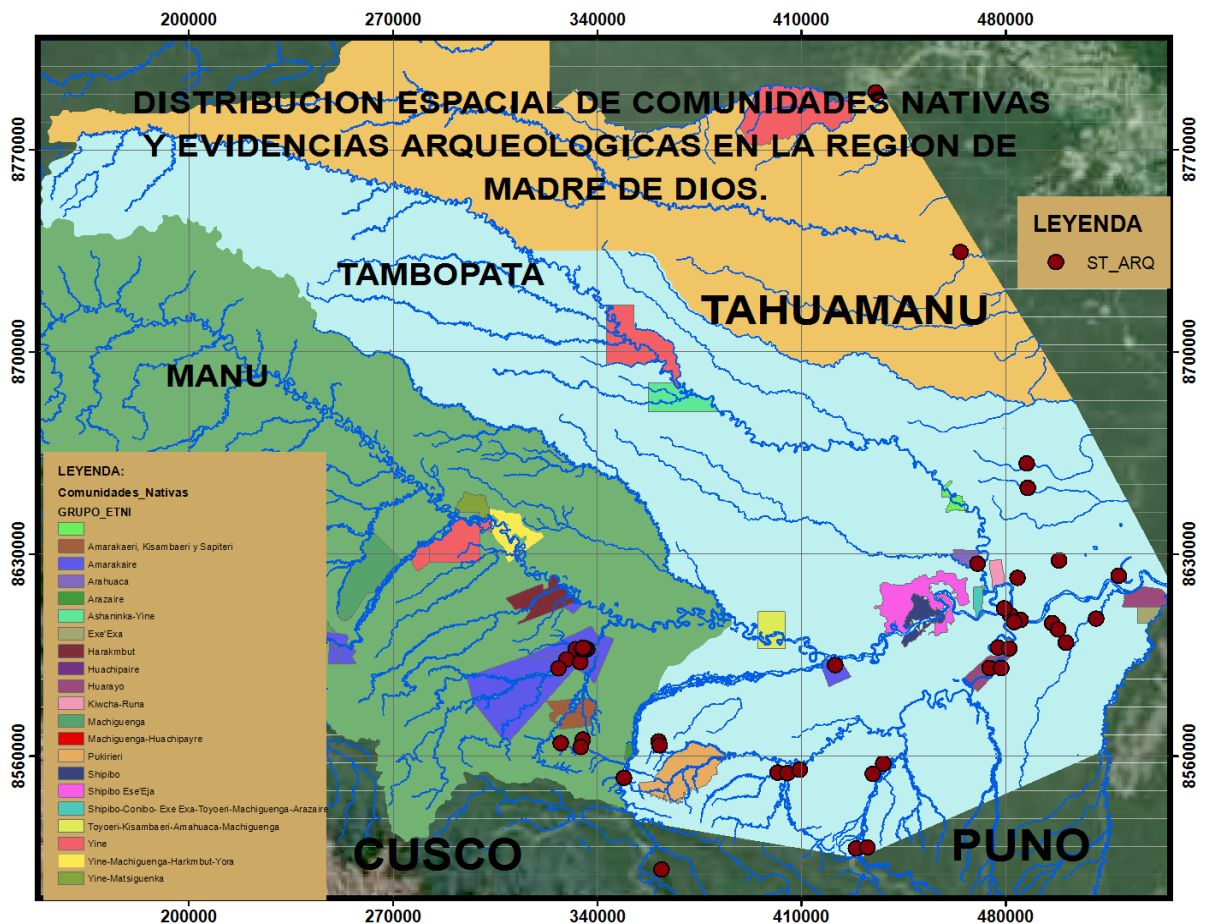 200000 270000 340000 410000 480000
DISTRIBUCION ESPACIAL DE COMUNIDADES NATIVAS
Y EVIDENCIAS ARQUEOLOGICAS EN LA REGION DE
MADRE DE DIOS.
8770000 8770000
LEYENDA
ST_ARQ
TAMBOPATA
TAHUAMANU
8700000 8700000
MANU
LEYENDA:
Comunidades_Nativas
GRUPO_ETNI
Amarakaeri, Kisambaeri y Sapiteri
Amarakaire
Arahuaca
Arazaire
Ashaninka-Yine
Exe'Exa
Harakmbut
Huachipaire
Huarayo
Kiwcha-Runa
Machiguenga
Machiguenga-Huachipayre
Pukirieri
Shipibo
Shipibo Ese'Eja
Shipibo-Conibo- Exe Exa-Toyoeri-Machiguenga-Arazaire
Toyoeri-Kisambaeri-Amahuaca-Machiguenga
Yine
Yine-Machiguenga-Harkmbut-Yora
Yine-Matsiguenka
8630000 8630000
8560000 8560000
CUSCO
PUNO
200000 270000 340000 410000 480000